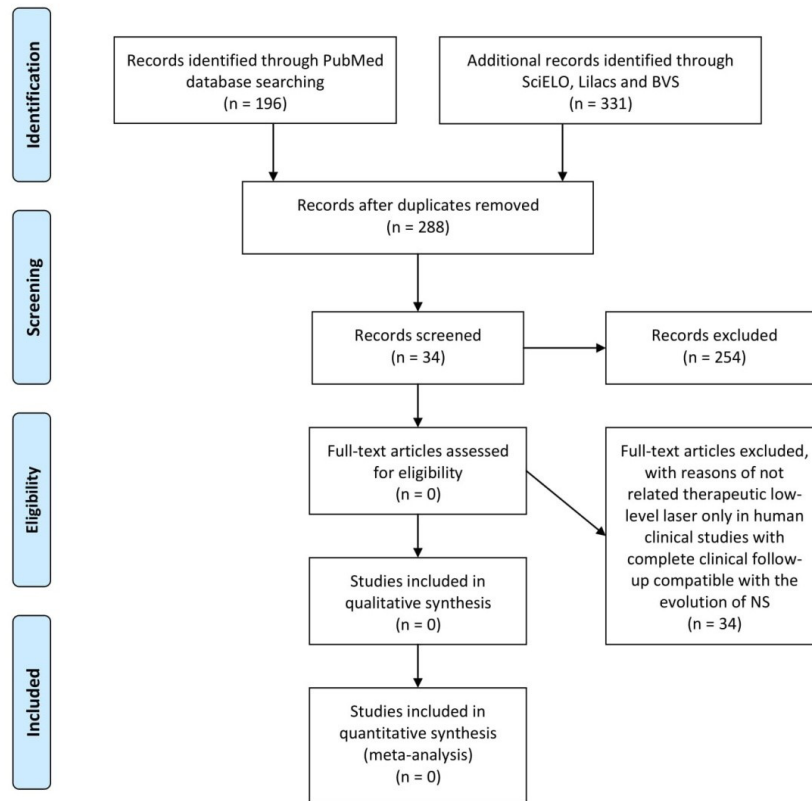 Identification
Records identified through PubMed
database searching
(n = 196)
Additional records identified through
SciELO, Lilacs and BVS
(n = 331)
Records after duplicates removed
(n = 288)
Screening
Records screened
(n = 34)
Records excluded
(n = 254)
Eligibility
Full-text articles assessed
for eligibility
(n = 0)
Full-text articles excluded,
with reasons of not
related therapeutic low-
level laser only in human
clinical studies with
complete clinical follow-
up compatible with the
evolution of NS
(n = 34)
Studies included in
qualitative synthesis
(n = 0)
Included
Studies included in
quantitative synthesis
(meta-analysis)
(n = 0)